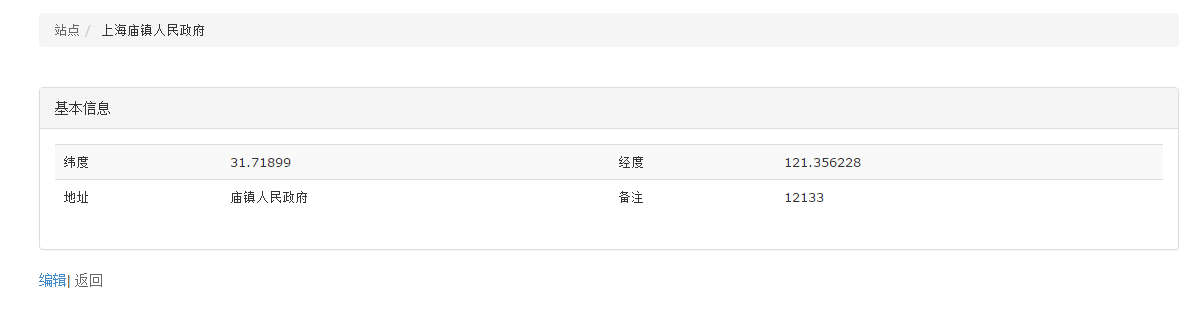 站点 / 上海庙镇人民政府
基本信息
纬度 31.71899 经度 121.356228
地址 庙镇人民政府 备注 12133
编辑| 返回